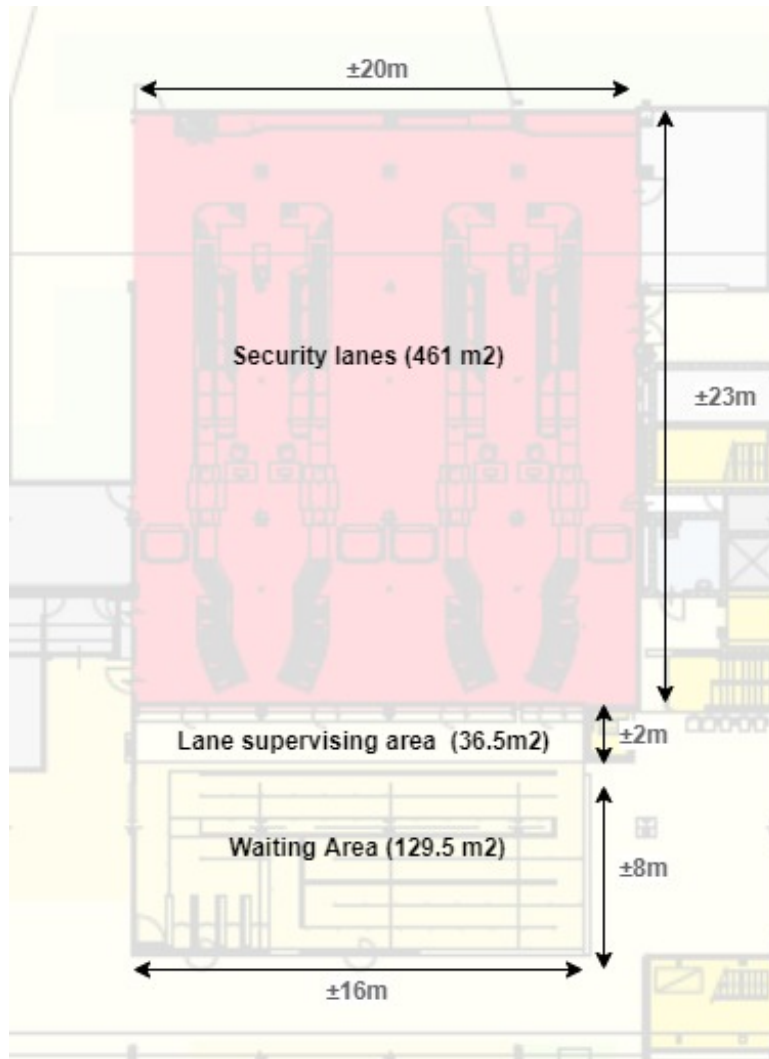 ±20m
Security lanes (461 m2)
±23m
Lane supervising area  (36.5m2)
±2m
Waiting Area (129.5 m2)
±8m
±16m